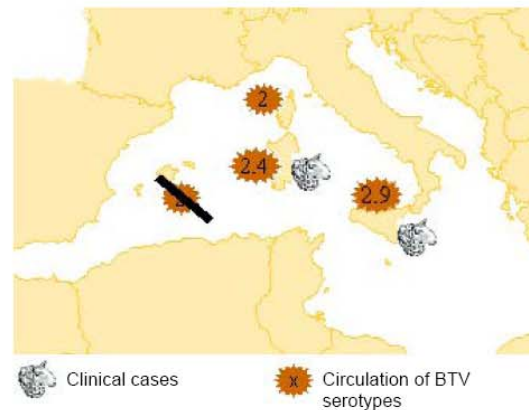 2
2.4
2.9
Clinical cases
x
Circulation of BTV
serotypes